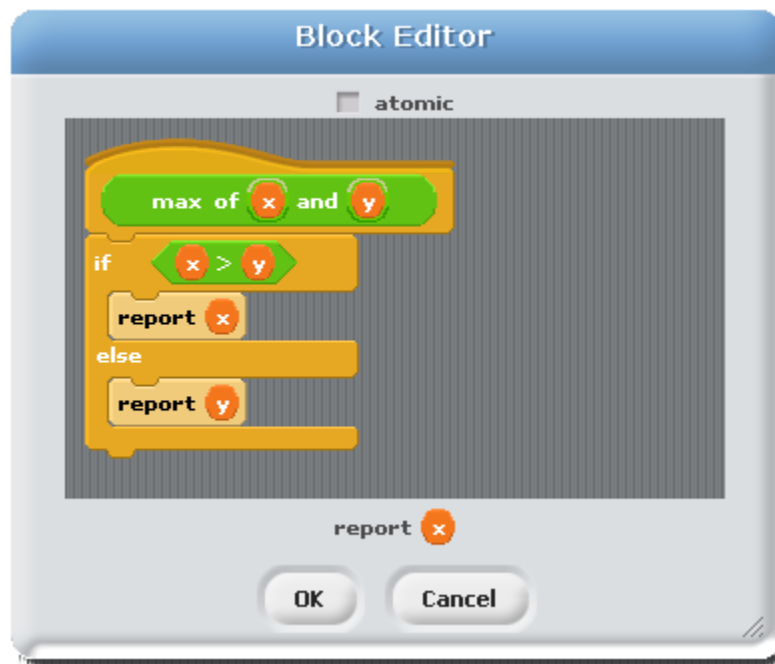 Block Editor
atomic
max of x and y
if x > y
report x
else
report y
report x
OK Cancel